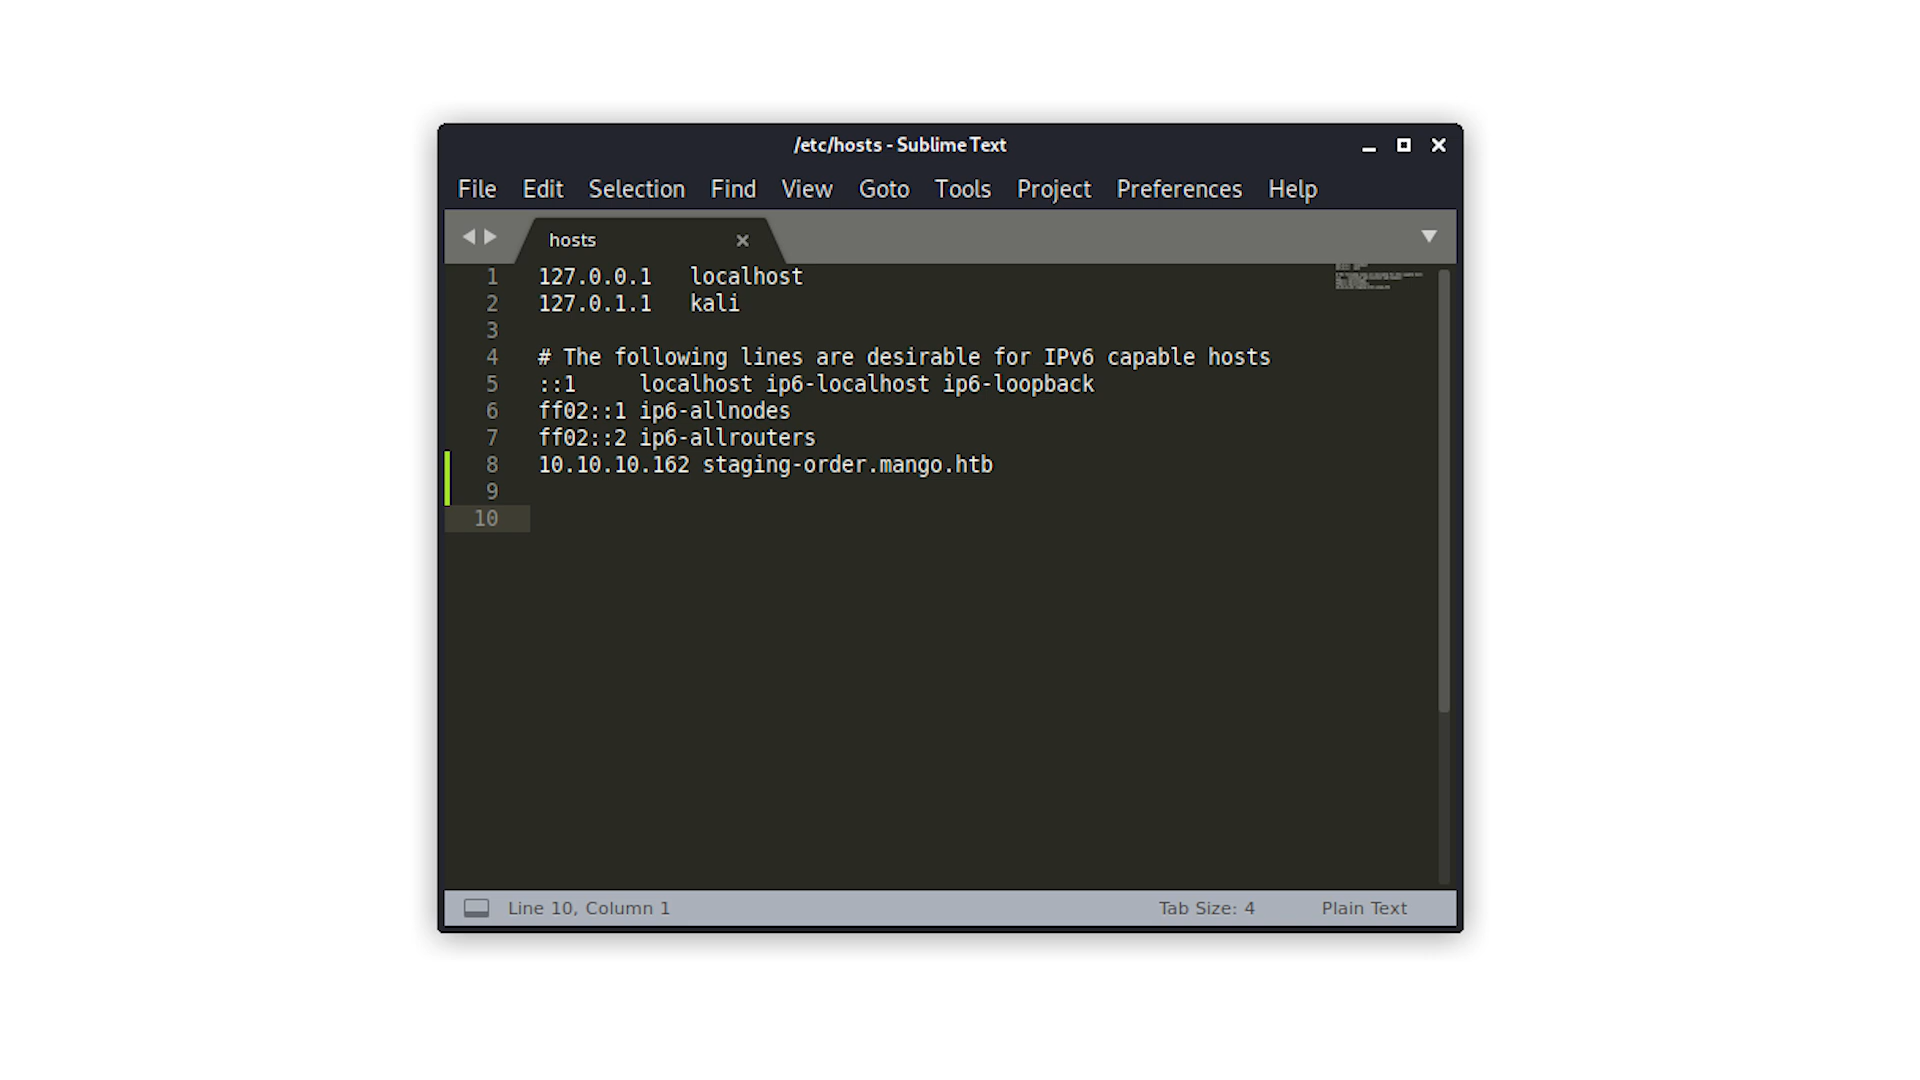 /etc/hosts - Sublime Text
File Edit Selection Find View Goto Tools Project Preferences Help
hosts
1 127.0.0.1 localhost
2 127.0.1.1 kali
3
4 # The following lines are desirable for IPv6 capable hosts
5 ::1 localhost ip6-localhost ip6-loopback
6 ff02::1 ip6-allnodes
7 ff02::2 ip6-allrouters
8 10.10.10.162 staging-order.mango.htb
9
10
Line 10, Column 1 Tab Size: 4 Plain Text